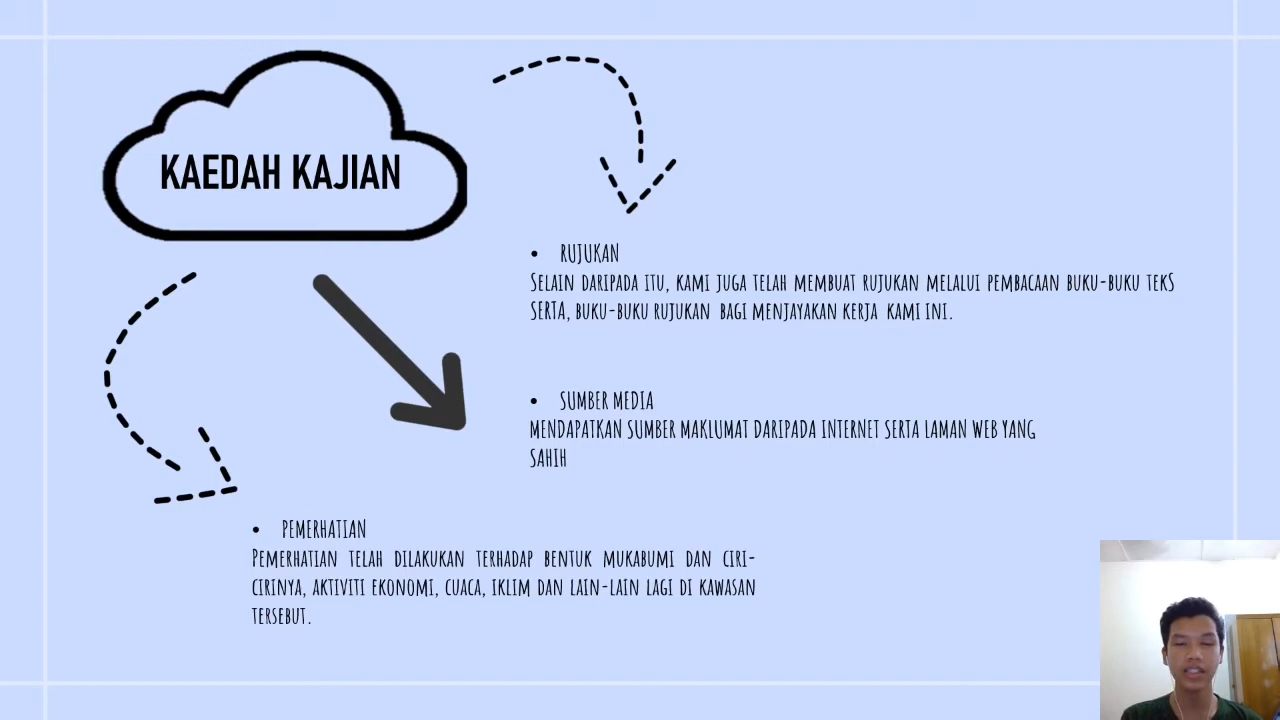 KAEDAH KAJIAN
• RUJUKAN
SELAIN DARIPADA ITU, KAMI JUGA TELAH MEMBUAT RUJUKAN MELALUI PEMBACAAN BUKU-BUKU TEKS
SERTA, BUKU-BUKU RUJUKAN BAGI MENJAYAKAN KERJA KAMI INI.
• SUMBER MEDIA
MENDAPATKAN SUMBER MAKLUMAT DARIPADA INTERNET SERTA LAMAN WEB YANG
SAHIH
• PEMERHATIAN
PEMERHATIAN TELAH DILAKUKAN TERHADAP BENTUK MUKABUMI DAN CIRI-
CIRINYA, AKTIVITI EKONOMI, CUACA, IKLIM DAN LAIN-LAIN LAGI DI KAWASAN
TERSEBUT.